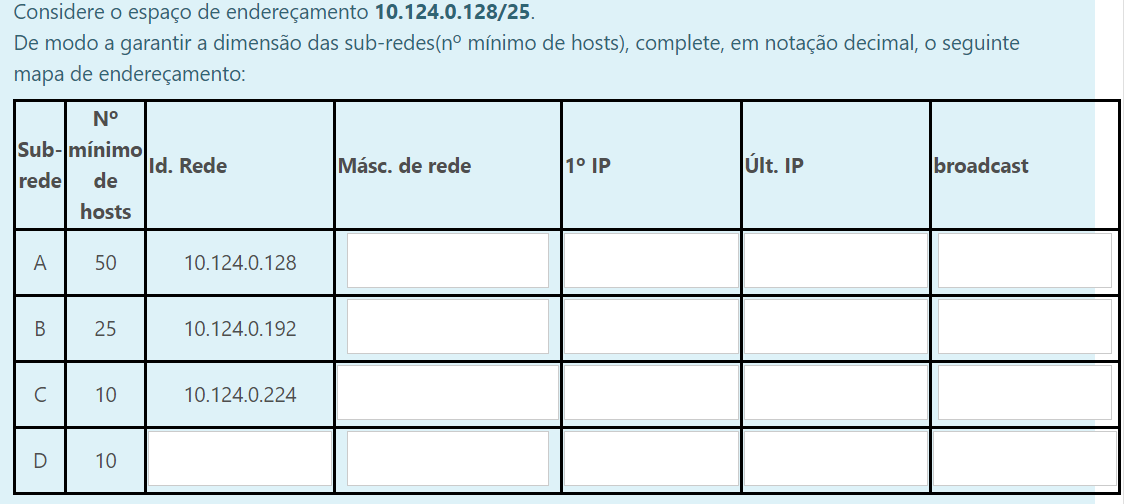 Considere o espaço de endereçamento 10.124.0.128/25.
De modo a garantir a dimensão das sub-redes(nº mínimo de hosts), complete, em notação decimal, o seguinte
mapa de endereçamento:
Sub-rede Nº mínimo de hosts Id. Rede Másc. de rede 1º IP Últ. IP broadcast
A 50 10.124.0.128
B 25 10.124.0.192
C 10 10.124.0.224
D 10